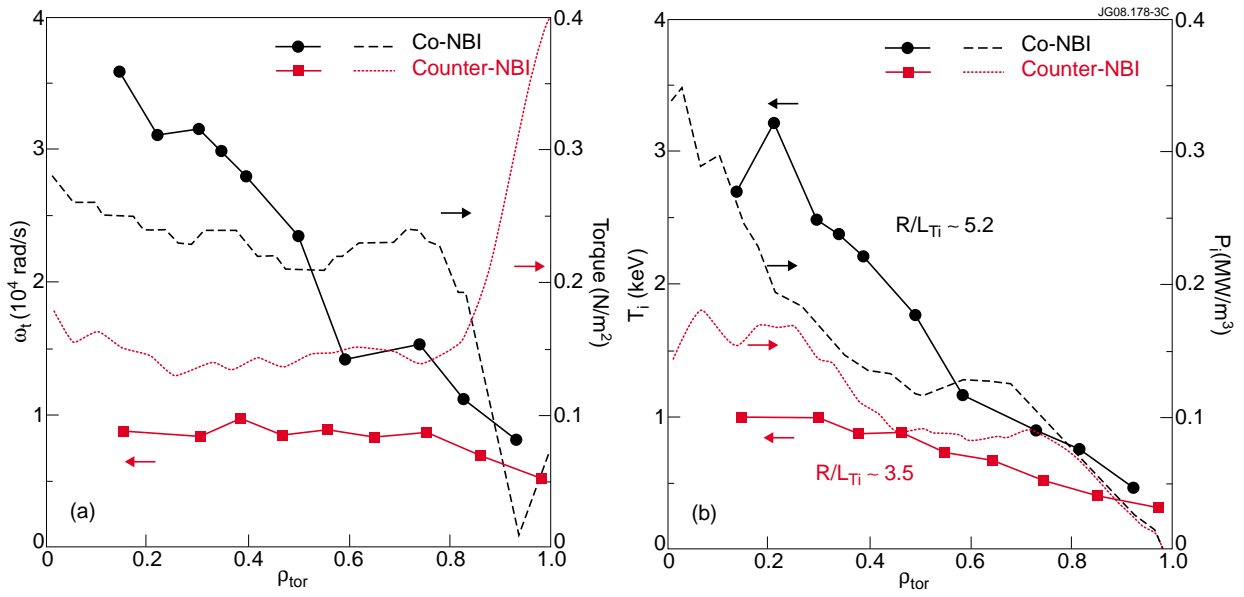 JG08.178-3C
4
3
2
1
0
ωt (10^4 rad/s)
0.4
0.3
0.2
0.1
0
Torque (N/m^2)
Co-NBI
Counter-NBI
(a)
0 0.2 0.4 0.6 0.8 1.0
ρtor
4
3
2
1
0
Ti (keV)
0.4
0.3
0.2
0.1
0
Pi(MW/m^3)
Co-NBI
Counter-NBI
R/LTi ~ 5.2
R/LTi ~ 3.5
(b)
0 0.2 0.4 0.6 0.8 1.0
ρtor